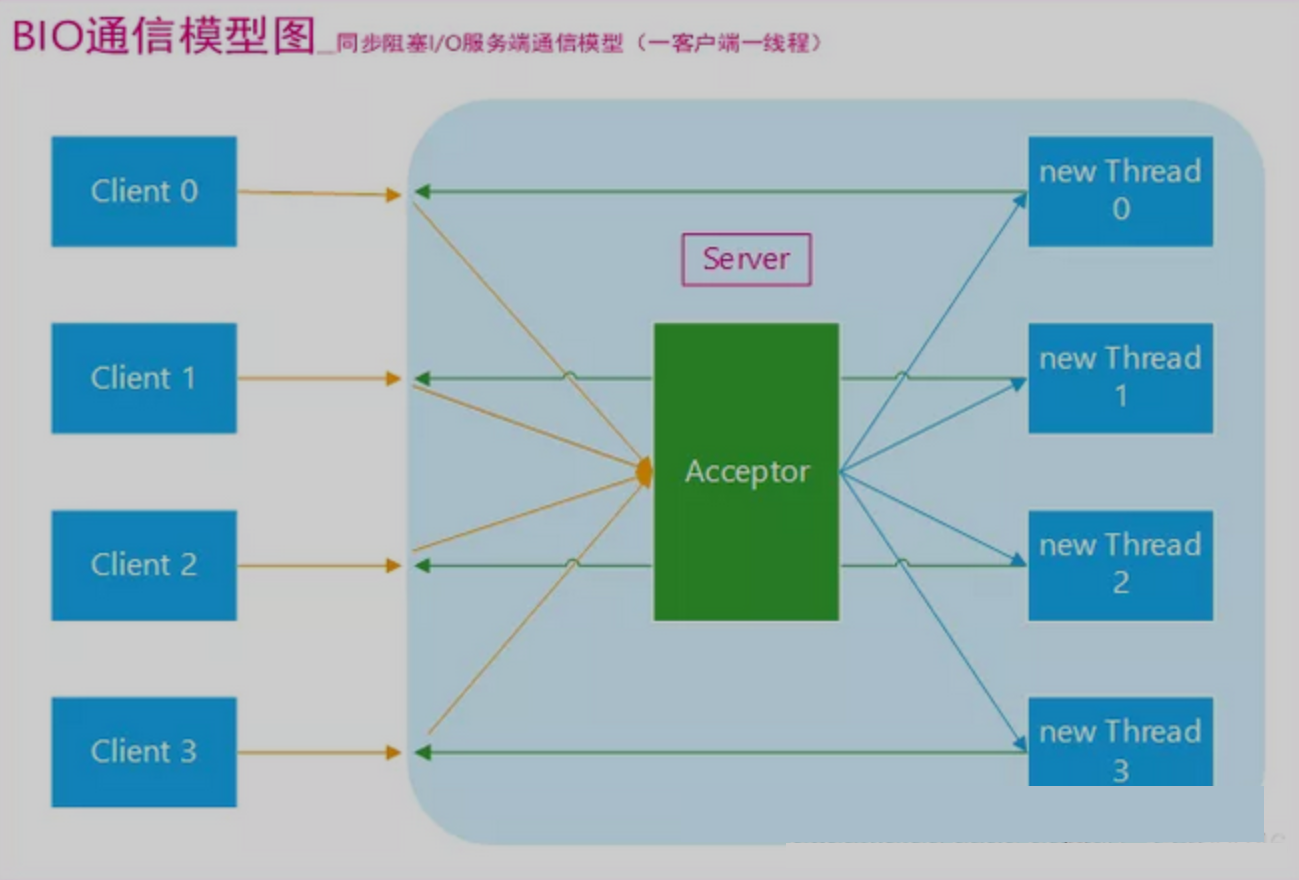 BIO通信模型图_同步阻塞I/O服务端通信模型（一客户端一线程）
Client 0
new Thread
0
Server
Client 1
new Thread
1
Acceptor
Client 2
new Thread
2
Client 3
new Thread
3